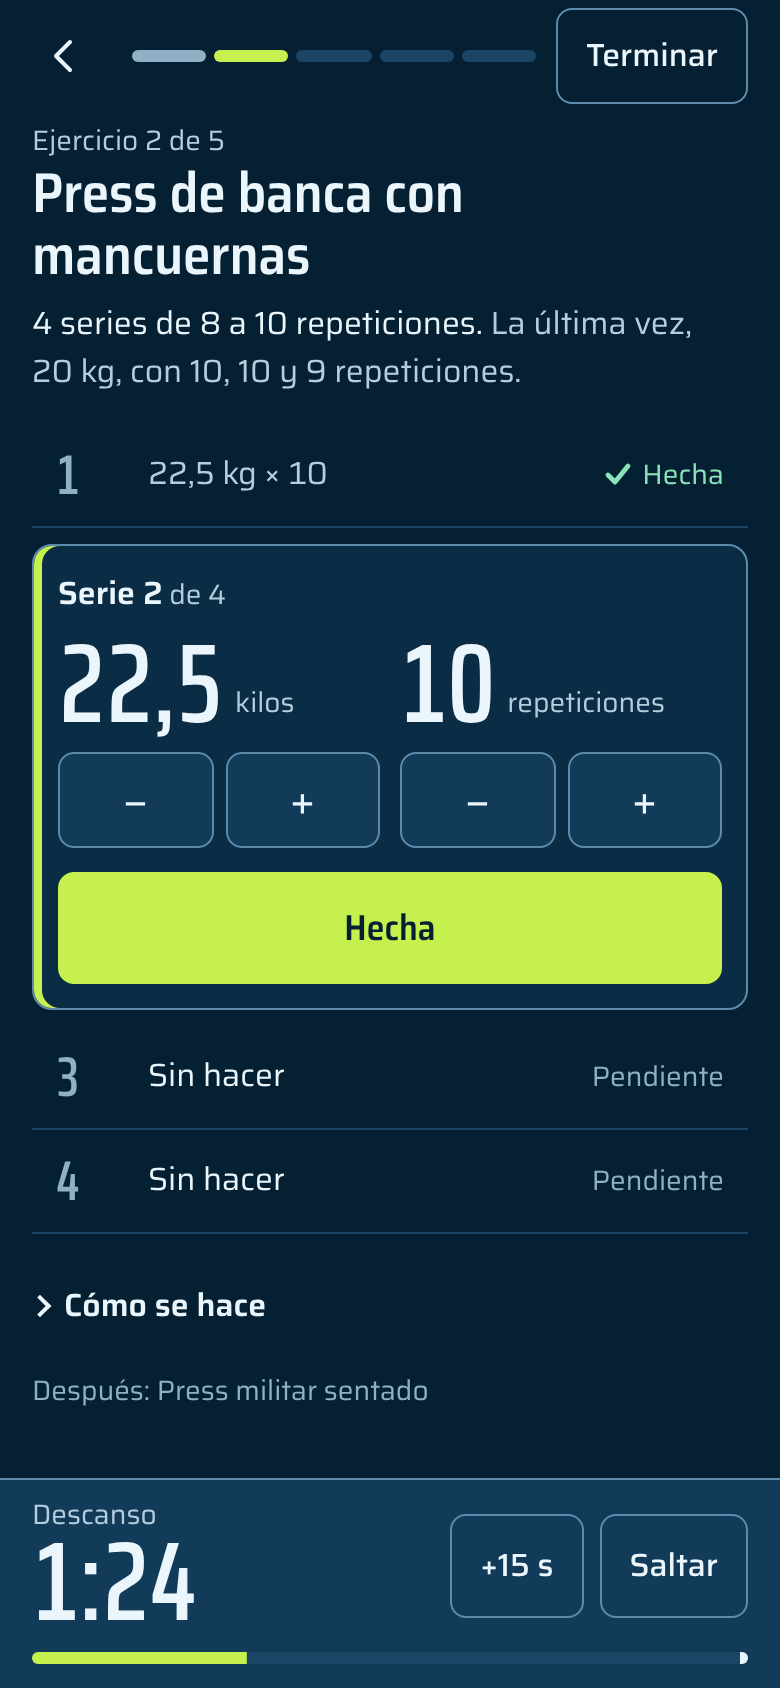 Terminar
Ejercicio 2 de 5
Press de banca con
mancuernas
4 series de 8 a 10 repeticiones. La última vez,
20 kg, con 10, 10 y 9 repeticiones.
1 22,5 kg × 10 Hecha
Serie 2 de 4
22,5 kilos 10 repeticiones
− + − +
Hecha
3 Sin hacer Pendiente
4 Sin hacer Pendiente
Cómo se hace
Después: Press militar sentado
Descanso
1:24 +15 s Saltar